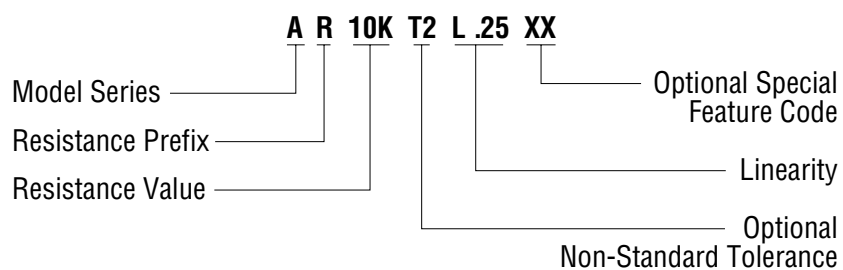 A R 10K T2 L .25 XX
Model Series
Resistance Prefix
Resistance Value
Optional Special
Feature Code
Linearity
Optional
Non-Standard Tolerance